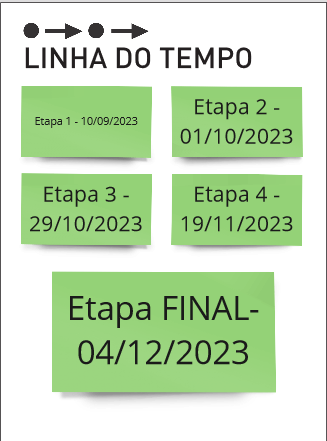 LINHA DO TEMPO
Etapa 1 - 10/09/2023
Etapa 2 -
01/10/2023
Etapa 3 -
29/10/2023
Etapa 4 -
19/11/2023
Etapa FINAL-
04/12/2023